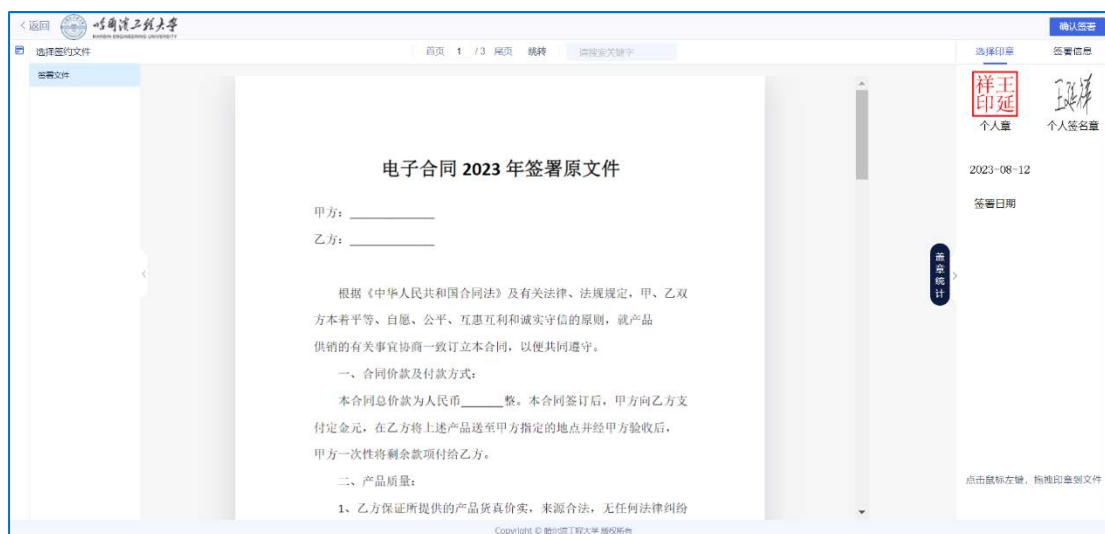 返回
哈尔滨工程大学
HARBIN ENGINEERING UNIVERSITY
确认签署
选择签约文件
首页 1 /3 尾页 跳转
请搜索关键字
选择印章 签署信息
签署文件
祥王
印延
王延祥
个人章 个人签名章
2023-08-12
签署日期
电子合同 2023 年签署原文件
甲方：
乙方：
盖章统计
根据《中华人民共和国合同法》及有关法律、法规规定，甲、乙双
方本着平等、自愿、公平、互惠互利和诚实守信的原则，就产品
供销的有关事宜协商一致订立本合同，以便共同遵守。
一、合同价款及付款方式：
本合同总价款为人民币______整。本合同签订后，甲方向乙方支
付定金元，在乙方将上述产品送至甲方指定的地点并经甲方验收后，
甲方一次性将剩余款项付给乙方。
二、产品质量：
点击鼠标左键，拖拽印章到文件
1、乙方保证所提供的产品货真价实，来源合法，无任何法律纠纷
Copyright © 哈尔滨工程大学 版权所有